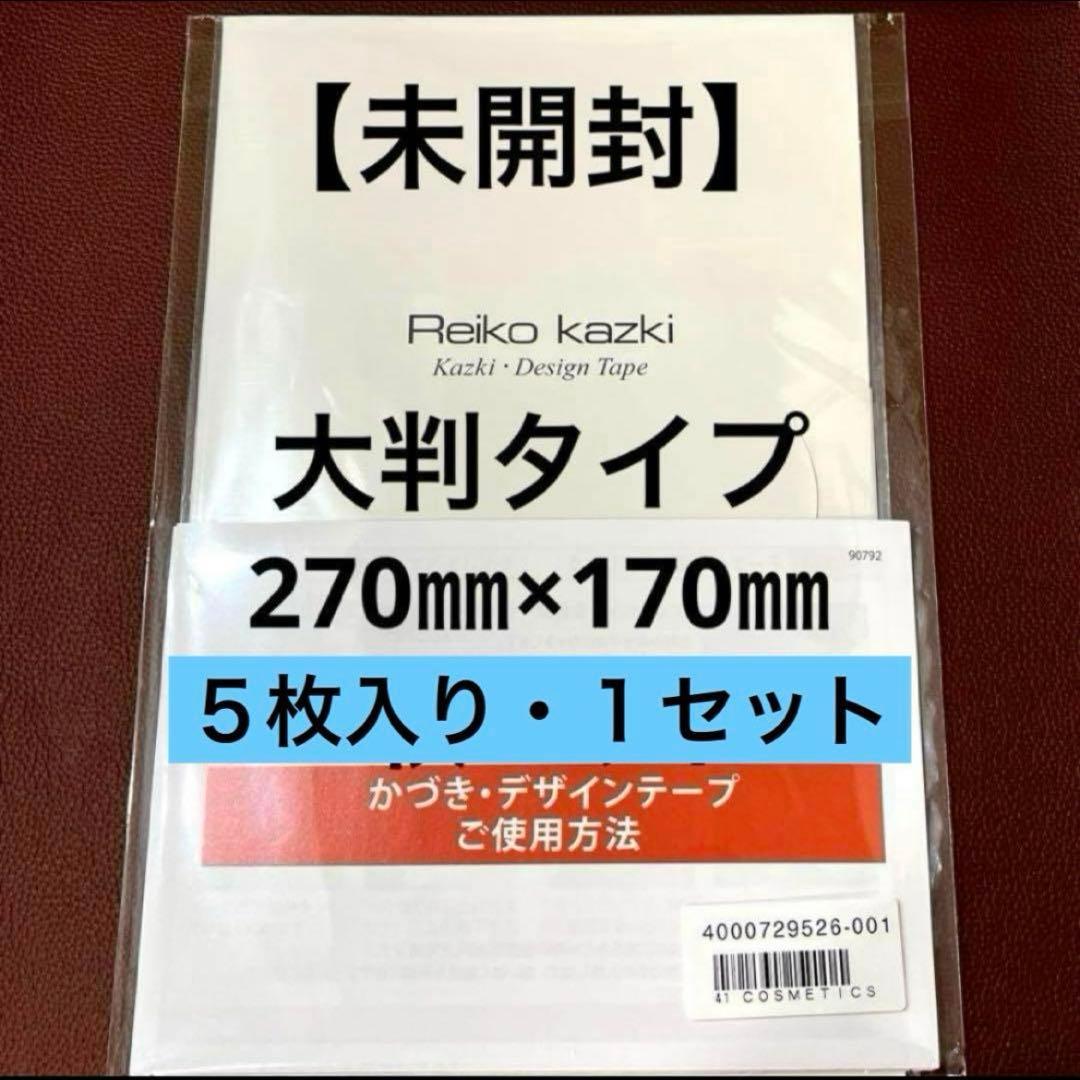 【未開封】
Reiko kazki
Kazki・Design Tape
大判タイプ
90792
270㎜×170㎜
５枚入り・１セット
かづき・デザインテープ
ご使用方法
4000729526-001
41 COSMETICS